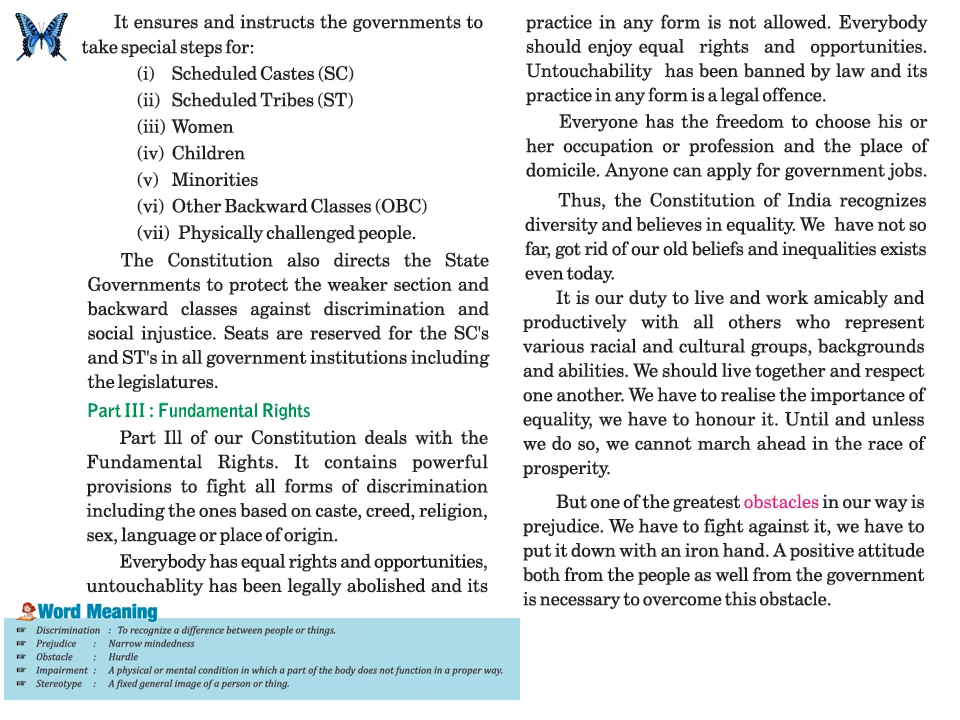 It ensures and instructs the governments to
take special steps for:
(i) Scheduled Castes (SC)
(ii) Scheduled Tribes (ST)
(iii) Women
(iv) Children
(v) Minorities
(vi) Other Backward Classes (OBC)
(vii) Physically challenged people.
The Constitution also directs the State
Governments to protect the weaker section and
backward classes against discrimination and
social injustice. Seats are reserved for the SC's
and ST's in all government institutions including
the legislatures.
Part III : Fundamental Rights
Part Ill of our Constitution deals with the
Fundamental Rights. It contains powerful
provisions to fight all forms of discrimination
including the ones based on caste, creed, religion,
sex, language or place of origin.
Everybody has equal rights and opportunities,
untouchablity has been legally abolished and its
practice in any form is not allowed. Everybody
should enjoy equal rights and opportunities.
Untouchability has been banned by law and its
practice in any form is a legal offence.
Everyone has the freedom to choose his or
her occupation or profession and the place of
domicile. Anyone can apply for government jobs.
Thus, the Constitution of India recognizes
diversity and believes in equality. We have not so
far, got rid of our old beliefs and inequalities exists
even today.
It is our duty to live and work amicably and
productively with all others who represent
various racial and cultural groups, backgrounds
and abilities. We should live together and respect
one another. We have to realise the importance of
equality, we have to honour it. Until and unless
we do so, we cannot march ahead in the race of
prosperity.
But one of the greatest obstacles in our way is
prejudice. We have to fight against it, we have to
put it down with an iron hand. A positive attitude
both from the people as well from the government
is necessary to overcome this obstacle.
Word Meaning
Discrimination : To recognize a difference between people or things.
Prejudice : Narrow mindedness
Obstacle : Hurdle
Impairment : A physical or mental condition in which a part of the body does not function in a proper way.
Stereotype : A fixed general image of a person or thing.